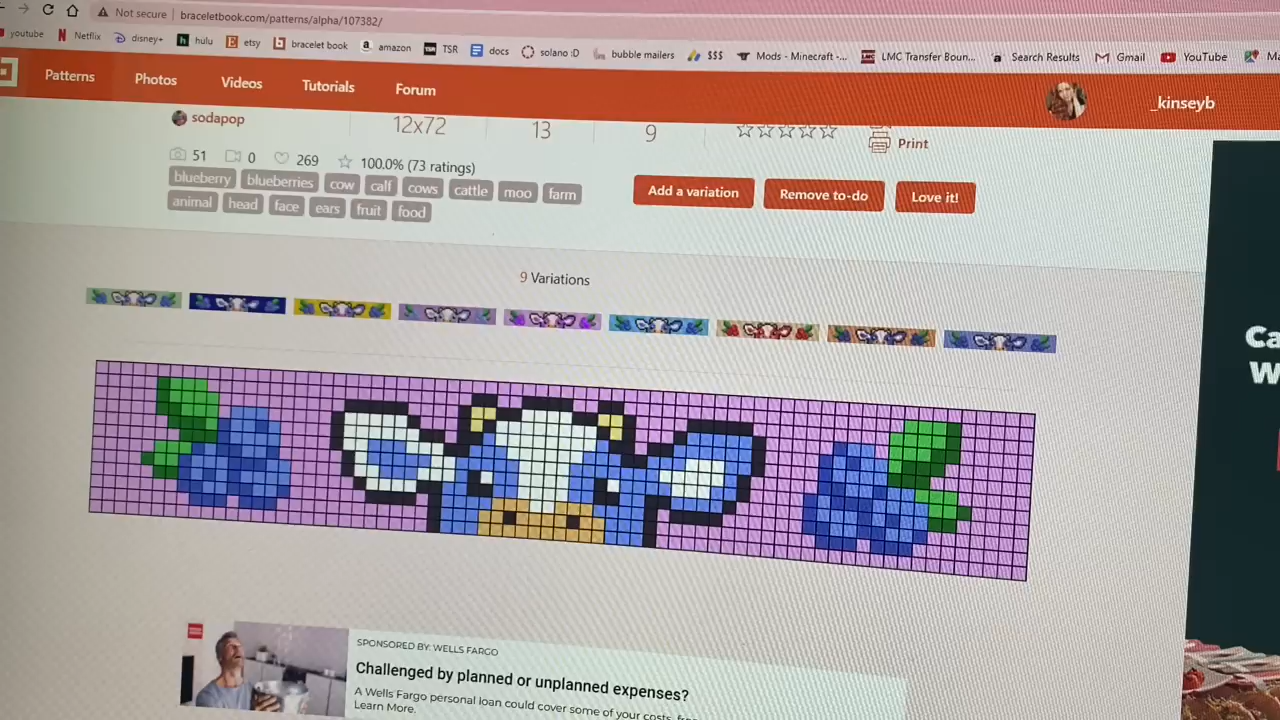 Not secure braceletbook.com/patterns/alpha/107382/
youtube Netflix disney+ hulu etsy bracelet book amazon TSR docs solano :D bubble mailers $$$ Mods - Minecraft -... LMC Transfer Boun... Search Results Gmail YouTube
Patterns Photos Videos Tutorials Forum _kinseyb
sodapop 12x72 13 9 Print
51 0 269 100.0% (73 ratings)
blueberry blueberries cow calf cows cattle moo farm
animal head face ears fruit food
Add a variation Remove to-do Love it!
9 Variations
SPONSORED BY: WELLS FARGO
Challenged by planned or unplanned expenses?
A Wells Fargo personal loan could cover some of your costs,
Learn More.